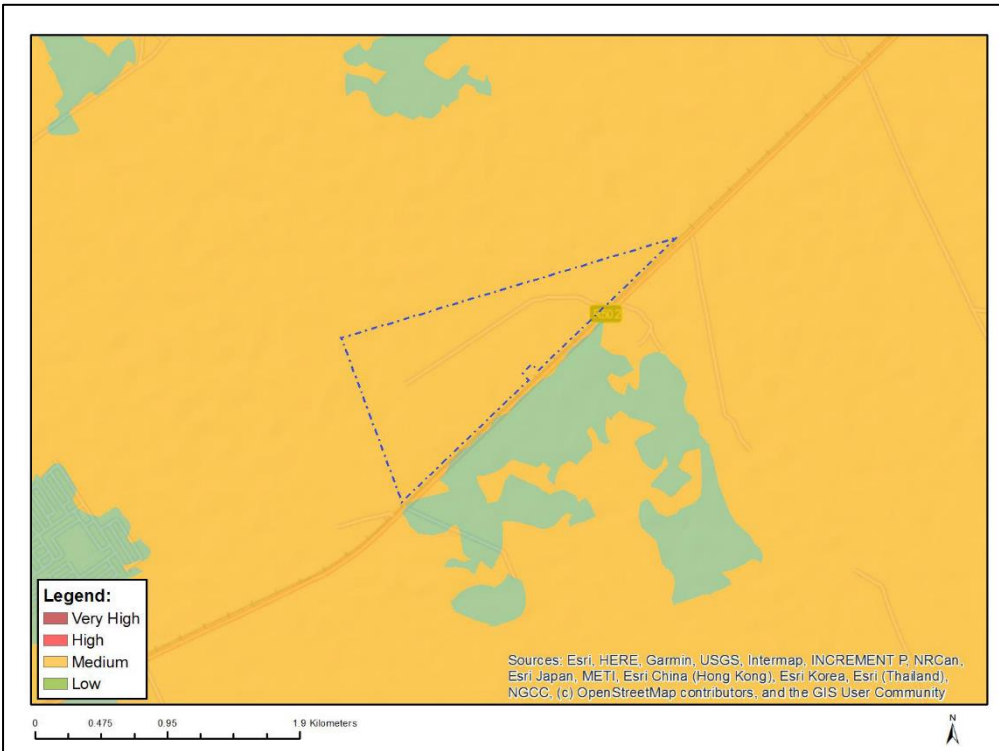 Legend:
Very High
High
Medium
Low
Sources: Esri, HERE, Garmin, USGS, Intermap, INCREMENT P, NRCan,
Esri Japan, METI, Esri China (Hong Kong), Esri Korea, Esri (Thailand),
NGCC, (c) OpenStreetMap contributors, and the GIS User Community
0 0.475 0.95 1.9 Kilometers
N